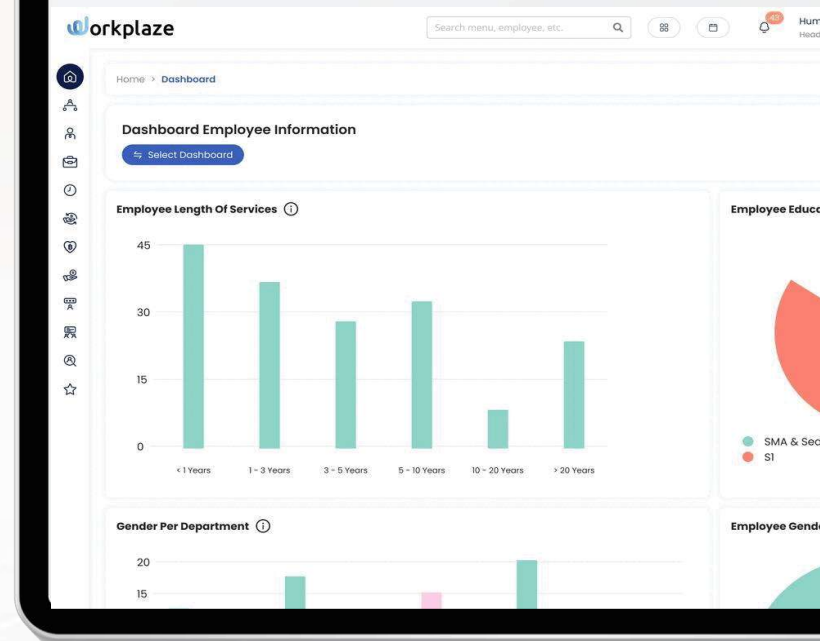 Workplaze
Search menu, employee, etc.
43
Hum
Head
Home > Dashboard
Dashboard Employee Information
Select Dashboard
Employee Length Of Services
45
30
15
0
< 1 Years
1 - 3 Years
3 - 5 Years
5 - 10 Years
10 - 20 Years
> 20 Years
Employee Educa
SMA & Sec
S1
Gender Per Department
20
15
Employee Gende